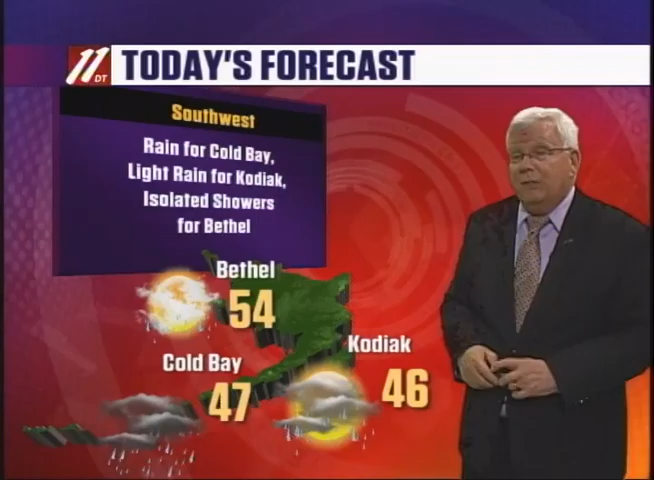 11 DT TODAY'S FORECAST
Southwest
Rain for Cold Bay,
Light Rain for Kodiak,
Isolated Showers
for Bethel
Bethel
54
Kodiak
46
Cold Bay
47